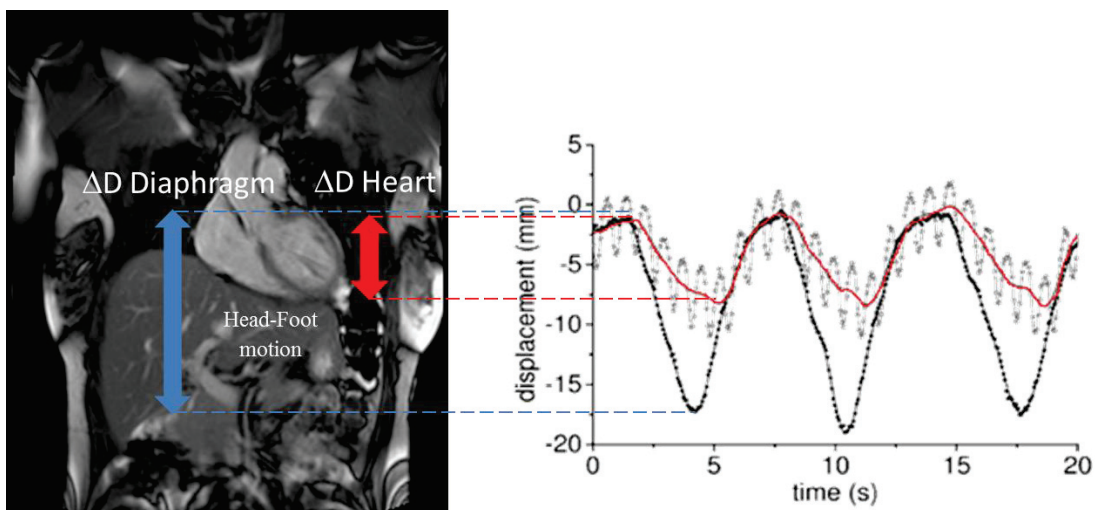 ΔD Diaphragm
ΔD Heart
Head-Foot
motion
displacement (mm)
5
0
-5
-10
-15
-20
0
5
10
15
20
time (s)